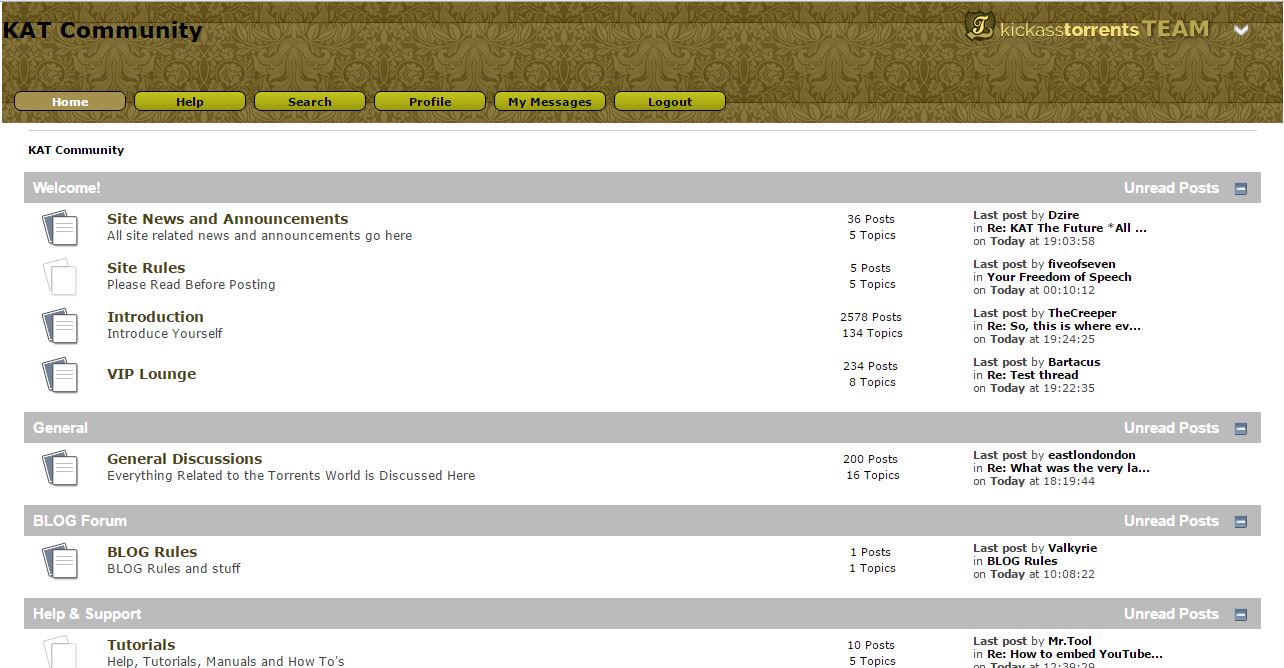 KAT Community
kickasstorrents TEAM
Home Help Search Profile My Messages Logout
KAT Community
Welcome! Unread Posts
Site News and Announcements
All site related news and announcements go here
36 Posts
5 Topics
Last post by Dzire
in Re: KAT The Future *All ...
on Today at 19:03:58
Site Rules
Please Read Before Posting
5 Posts
5 Topics
Last post by fiveofseven
in Your Freedom of Speech
on Today at 00:10:12
Introduction
Introduce Yourself
2578 Posts
134 Topics
Last post by TheCreeper
in Re: So, this is where ev...
on Today at 19:24:25
VIP Lounge
234 Posts
8 Topics
Last post by Bartacus
in Re: Test thread
on Today at 19:22:35
General Unread Posts
General Discussions
Everything Related to the Torrents World is Discussed Here
200 Posts
16 Topics
Last post by eastlondondon
in Re: What was the very la...
on Today at 18:19:44
BLOG Forum Unread Posts
BLOG Rules
BLOG Rules and stuff
1 Posts
1 Topics
Last post by Valkyrie
in BLOG Rules
on Today at 10:08:22
Help & Support Unread Posts
Tutorials
Help, Tutorials, Manuals and How To's
10 Posts
5 Topics
Last post by Mr.Tool
in Re: How to embed YouTube...
on Today at 12:39:29